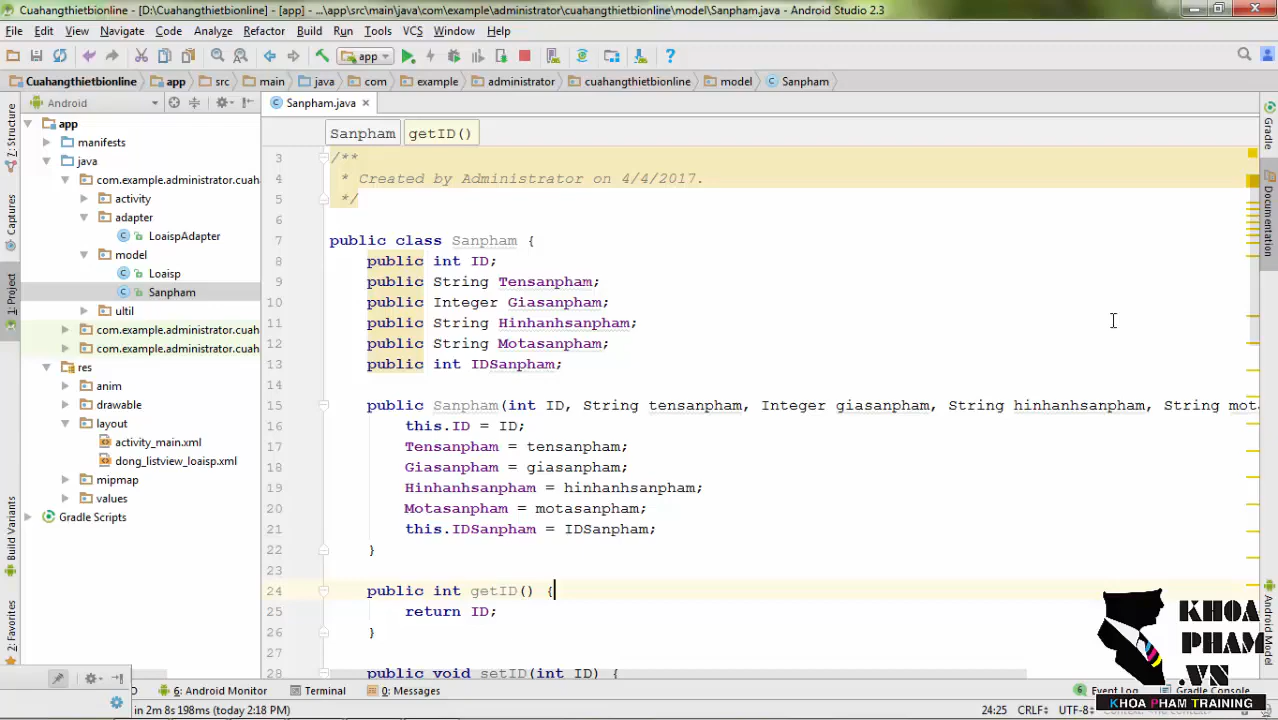 Cuahangthietbionline - [D:\Cuahangthietbionline] - [app] - ...\app\src\main\java\com\example\administrator\cuahangthietbionline\model\Sanpham.java - Android Studio 2.3
File Edit View Navigate Code Analyze Refactor Build Run Tools VCS Window Help
app
Cuahangthietbionline app src main java com example administrator cuahangthietbionline model Sanpham
Android
Sanpham.java
Sanpham getID()
app
manifests
java
com.example.administrator.cuah
activity
adapter
LoaispAdapter
model
Loaisp
Sanpham
ultil
com.example.administrator.cuah
com.example.administrator.cuah
res
anim
drawable
layout
activity_main.xml
dong_listview_loaisp.xml
mipmap
values
Gradle Scripts
7: Structure
Captures
1: Project
Build Variants
2: Favorites
3 /**
4 * Created by Administrator on 4/4/2017.
5 */
6
7 public class Sanpham {
8 public int ID;
9 public String Tensanpham;
10 public Integer Giasanpham;
11 public String Hinhanhsanpham;
12 public String Motasanpham;
13 public int IDSanpham;
14
15 public Sanpham(int ID, String tensanpham, Integer giasanpham, String hinhanhsanpham, String mota
16 this.ID = ID;
17 Tensanpham = tensanpham;
18 Giasanpham = giasanpham;
19 Hinhanhsanpham = hinhanhsanpham;
20 Motasanpham = motasanpham;
21 this.IDSanpham = IDSanpham;
22 }
23
24 public int getID() {
25 return ID;
26 }
28 public void setID(int ID) {
Gradle
Documentation
Android Model
KHOA
PHAM
.VN
KHOA PHAM TRAINING
6: Android Monitor Terminal 0: Messages Event Log Gradle Console
in 2m 8s 198ms (today 2:18 PM) 24:25 CRLF÷ UTF-8÷